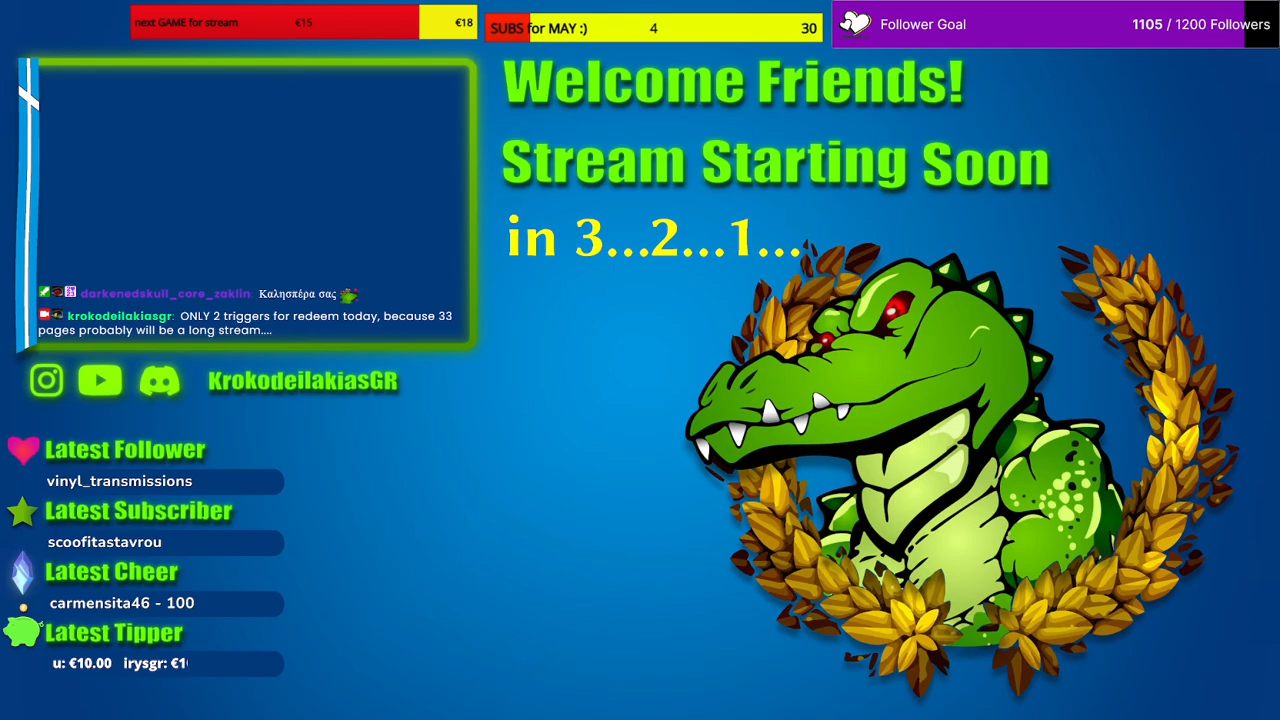 next GAME for stream €15 €18
SUBS for MAY :) 4 30
Follower Goal 1105 / 1200 Followers
Welcome Friends!
Stream Starting Soon
in 3...2...1...
darkenedskull_core_zaklin: Καλησπέρα σας
krokodeilakiasgr: ONLY 2 triggers for redeem today, because 33
pages probably will be a long stream....
KrokodeilakiasGR
Latest Follower
vinyl_transmissions
Latest Subscriber
scoofitastavrou
Latest Cheer
carmensita46 - 100
Latest Tipper
u: €10.00 irysgr: €1